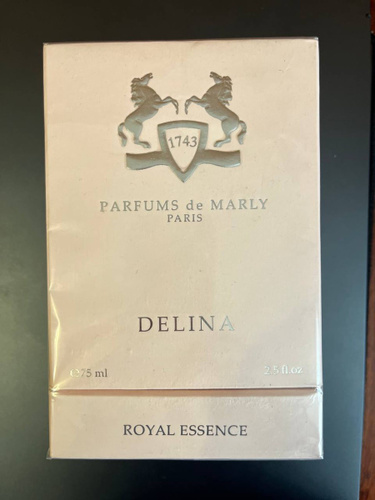 1743
PARFUMS de MARLY
PARIS
DELINA
℮75 ml 2.5 fl oz
ROYAL ESSENCE